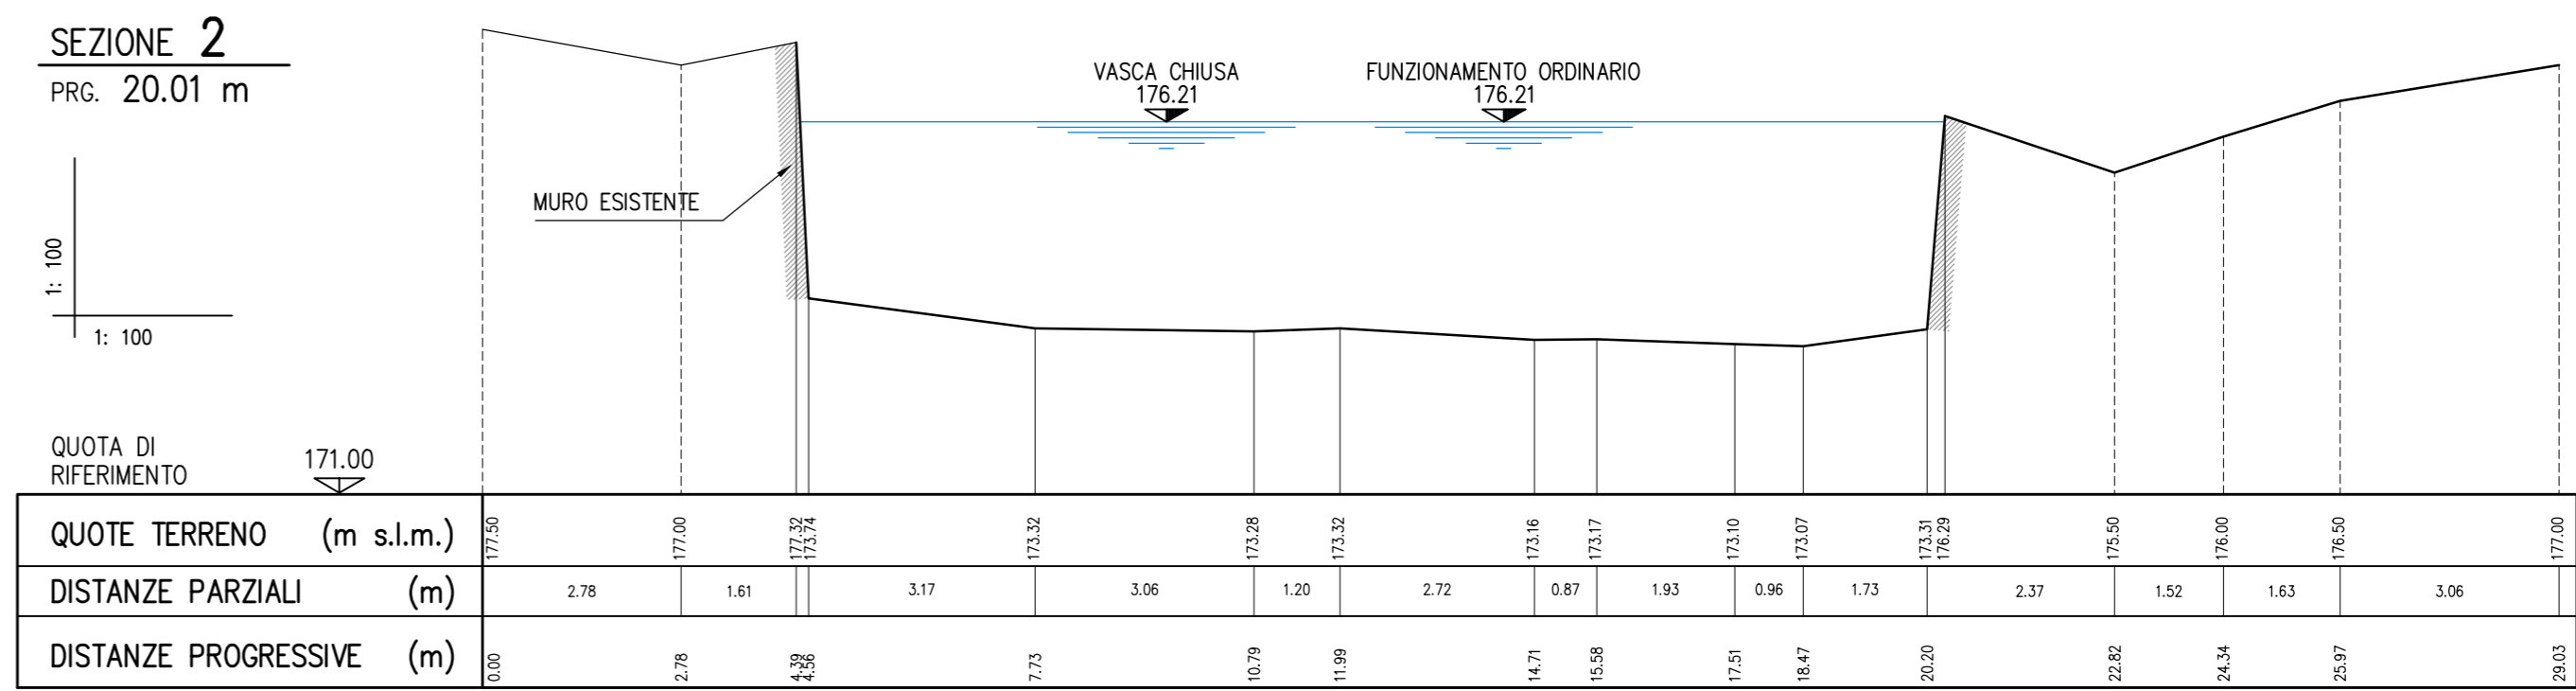 SEZIONE 2
PRG. 20.01 m
VASCA CHIUSA
176.21
FUNZIONAMENTO ORDINARIO
176.21
MURO ESISTENTE
1: 100
1: 100
QUOTA DI
RIFERIMENTO
171.00
QUOTE TERRENO (m s.l.m.) 177.50 177.00 177.32 173.74 173.32 173.28 173.32 173.16 173.17 173.10 173.07 173.31 176.29 175.50 176.00 176.50 177.00
DISTANZE PARZIALI (m) 2.78 1.61 3.17 3.06 1.20 2.72 0.87 1.93 0.96 1.73 2.37 1.52 1.63 3.06
DISTANZE PROGRESSIVE (m) 0.00 2.78 4.39 4.56 7.73 10.79 11.99 14.71 15.58 17.51 18.47 20.20 22.82 24.34 25.97 29.03